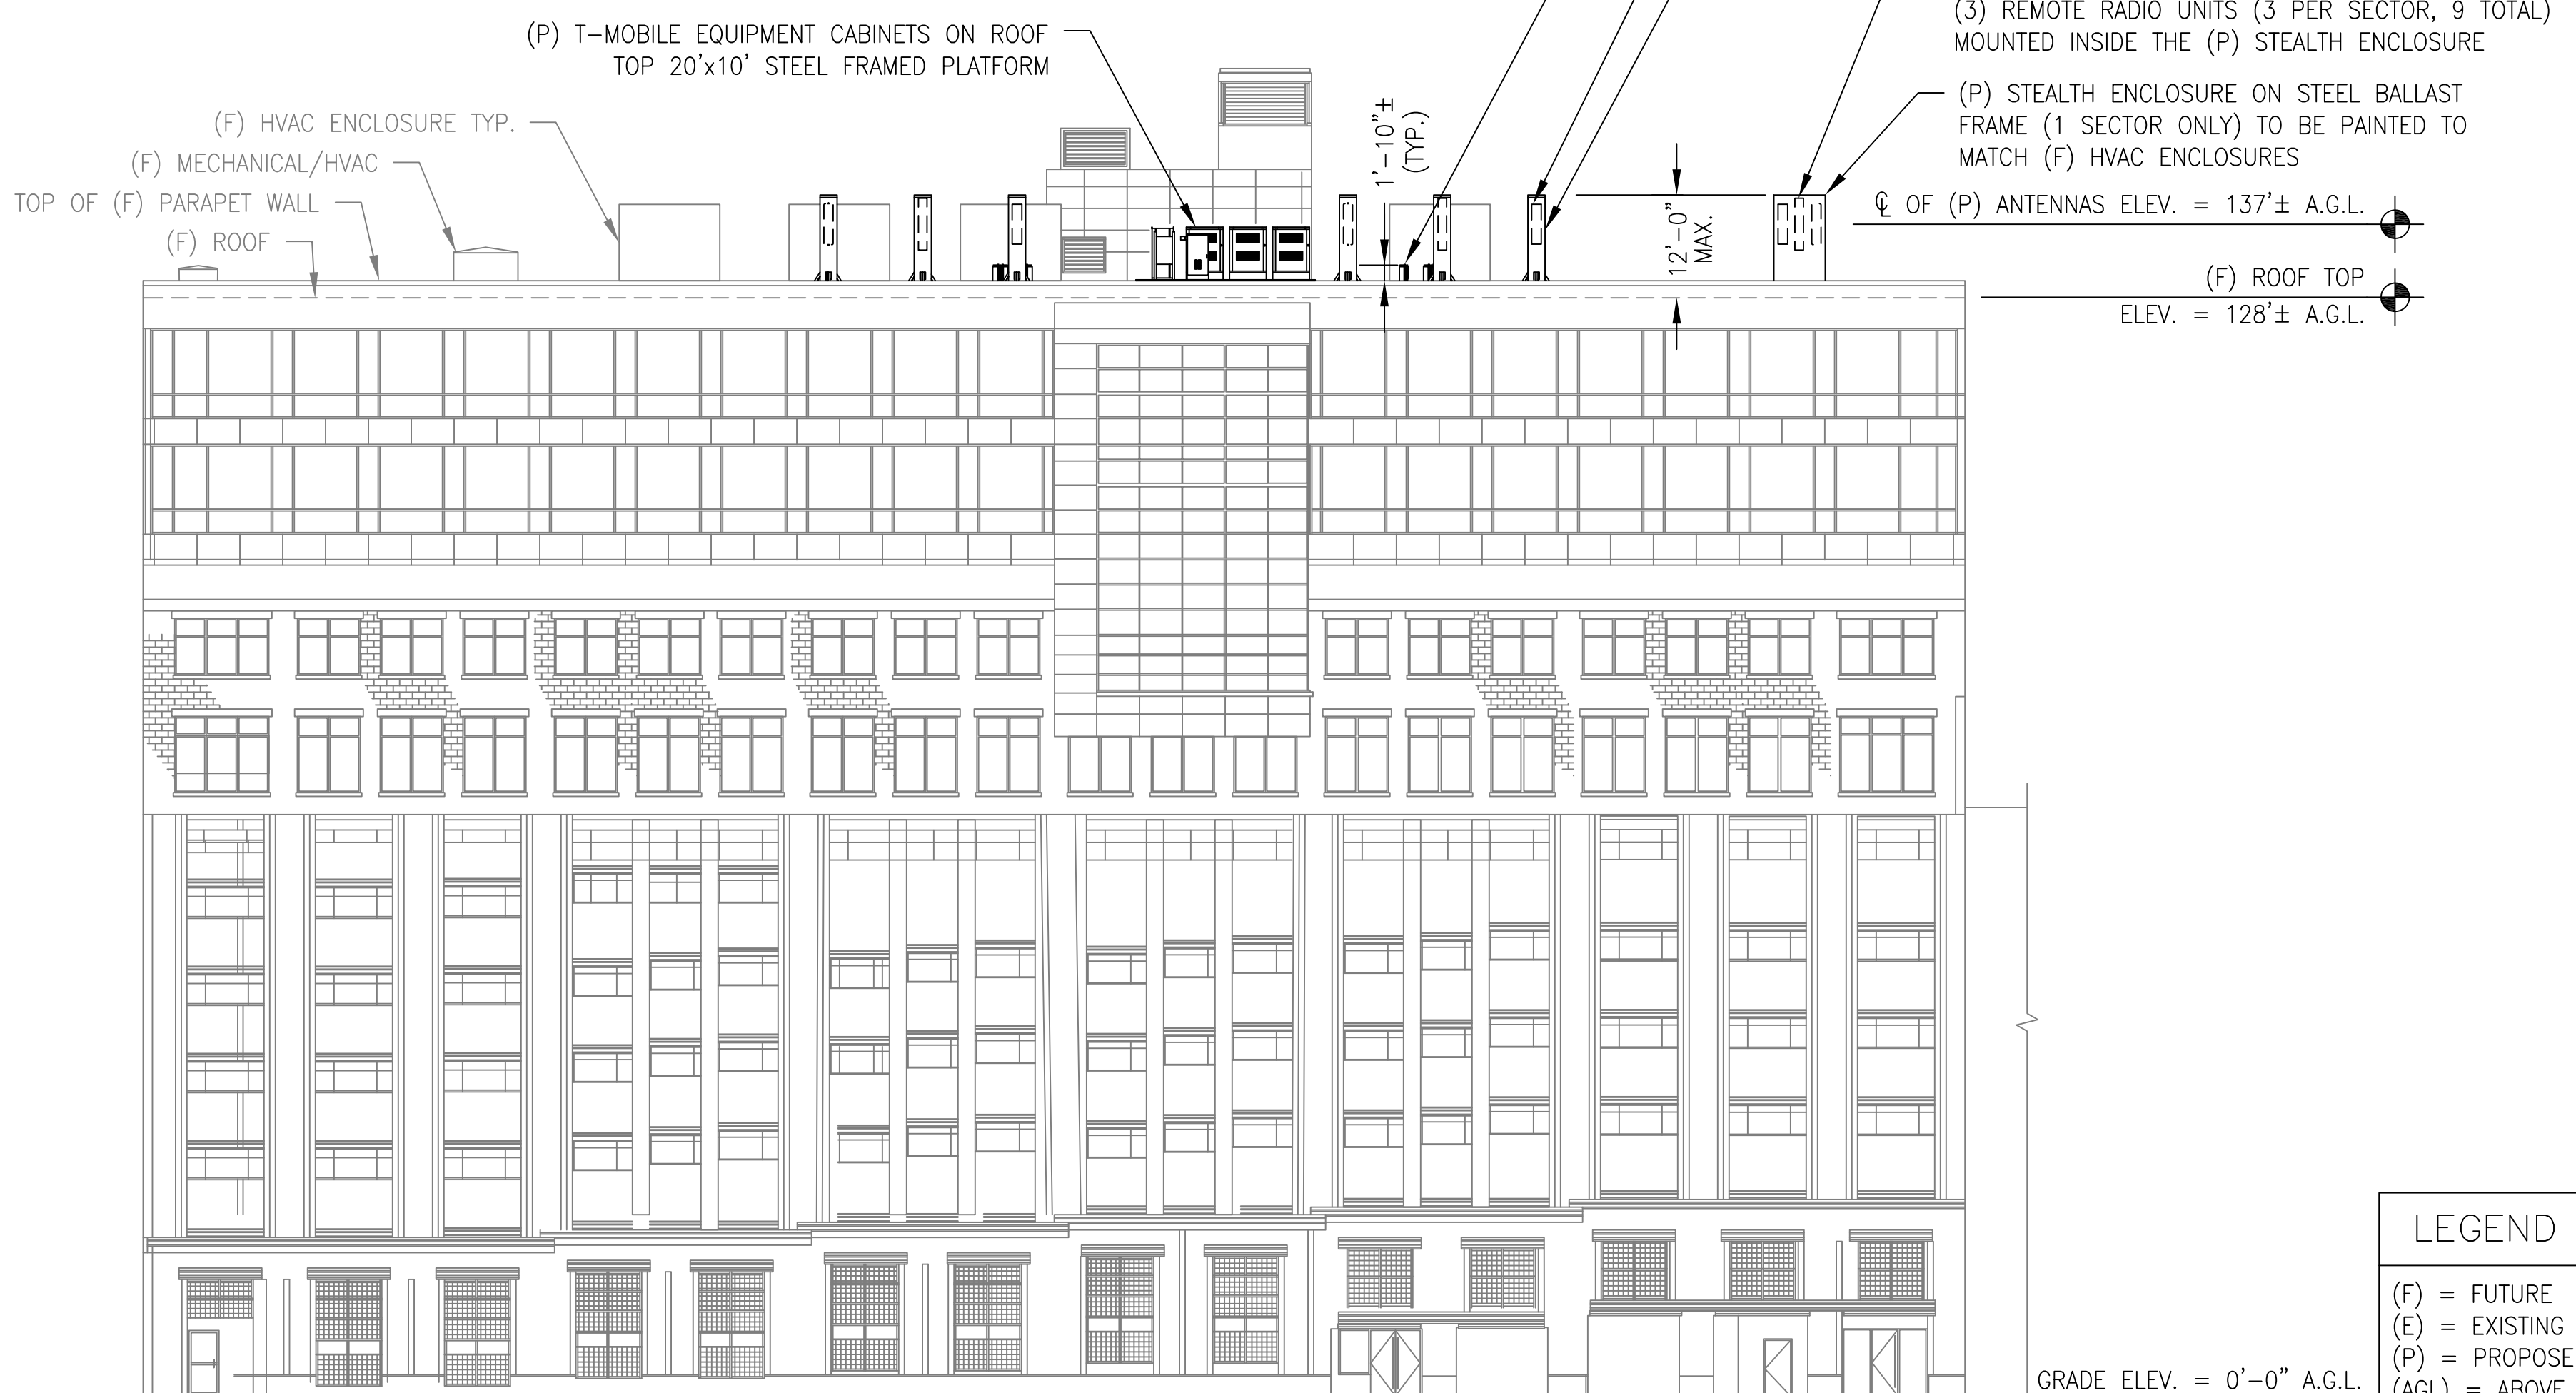 (P) T-MOBILE EQUIPMENT CABINETS ON ROOF
TOP 20'x10' STEEL FRAMED PLATFORM
(3) REMOTE RADIO UNITS (3 PER SECTOR, 9 TOTAL)
MOUNTED INSIDE THE (P) STEALTH ENCLOSURE
(P) STEALTH ENCLOSURE ON STEEL BALLAST
FRAME (1 SECTOR ONLY) TO BE PAINTED TO
MATCH (F) HVAC ENCLOSURES
(F) HVAC ENCLOSURE TYP.
(F) MECHANICAL/HVAC
TOP OF (F) PARAPET WALL
(F) ROOF
1'-10"±
(TYP.)
12'-0"
MAX.
℄ OF (P) ANTENNAS ELEV. = 137'± A.G.L.
(F) ROOF TOP
ELEV. = 128'± A.G.L.
LEGEND
(F) = FUTURE
(E) = EXISTING
(P) = PROPOSE
(AGL) = ABOVE
GRADE ELEV. = 0'-0" A.G.L.